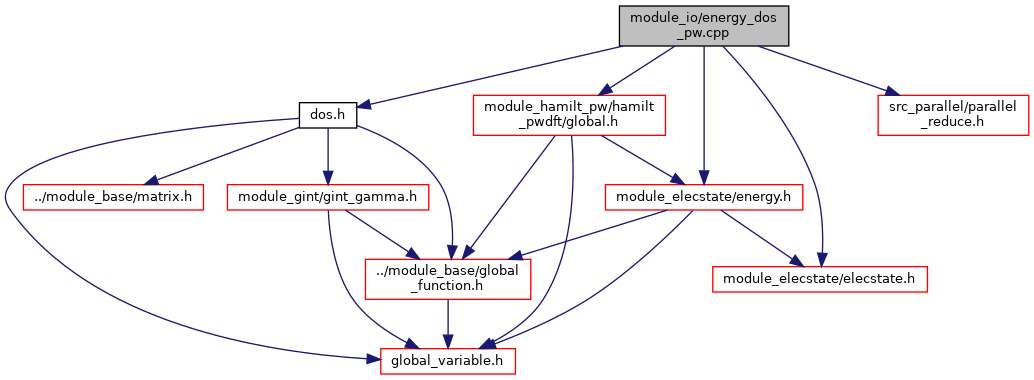 module_io/energy_dos
_pw.cpp
dos.h
module_hamilt_pw/hamilt
_pwdft/global.h
src_parallel/parallel
_reduce.h
../module_base/matrix.h
module_gint/gint_gamma.h
module_elecstate/energy.h
../module_base/global
_function.h
module_elecstate/elecstate.h
global_variable.h